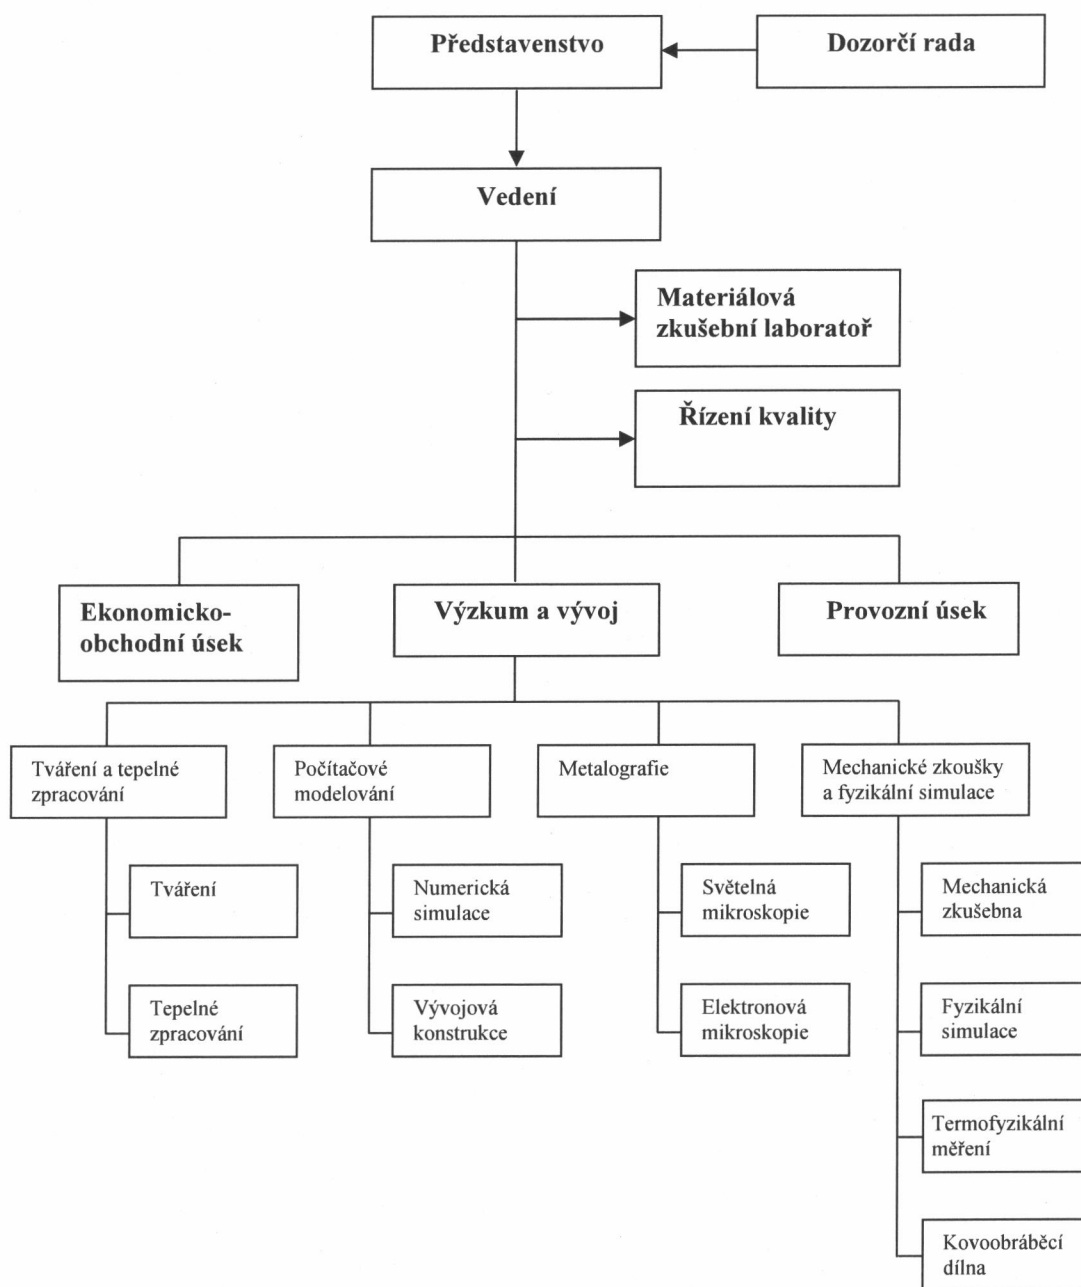 Představenstvo
Dozorčí rada
Vedení
Materiálová
zkušební laboratoř
Řízení kvality
Ekonomicko-
obchodní úsek
Výzkum a vývoj
Provozní úsek
Tváření a tepelné
zpracování
Počítačové
modelování
Metalografie
Mechanické zkoušky
a fyzikální simulace
Tváření
Numerická
simulace
Světelná
mikroskopie
Mechanická
zkušebna
Tepelné
zpracování
Vývojová
konstrukce
Elektronová
mikroskopie
Fyzikální
simulace
Termofyzikální
měření
Kovoobráběcí
dílna